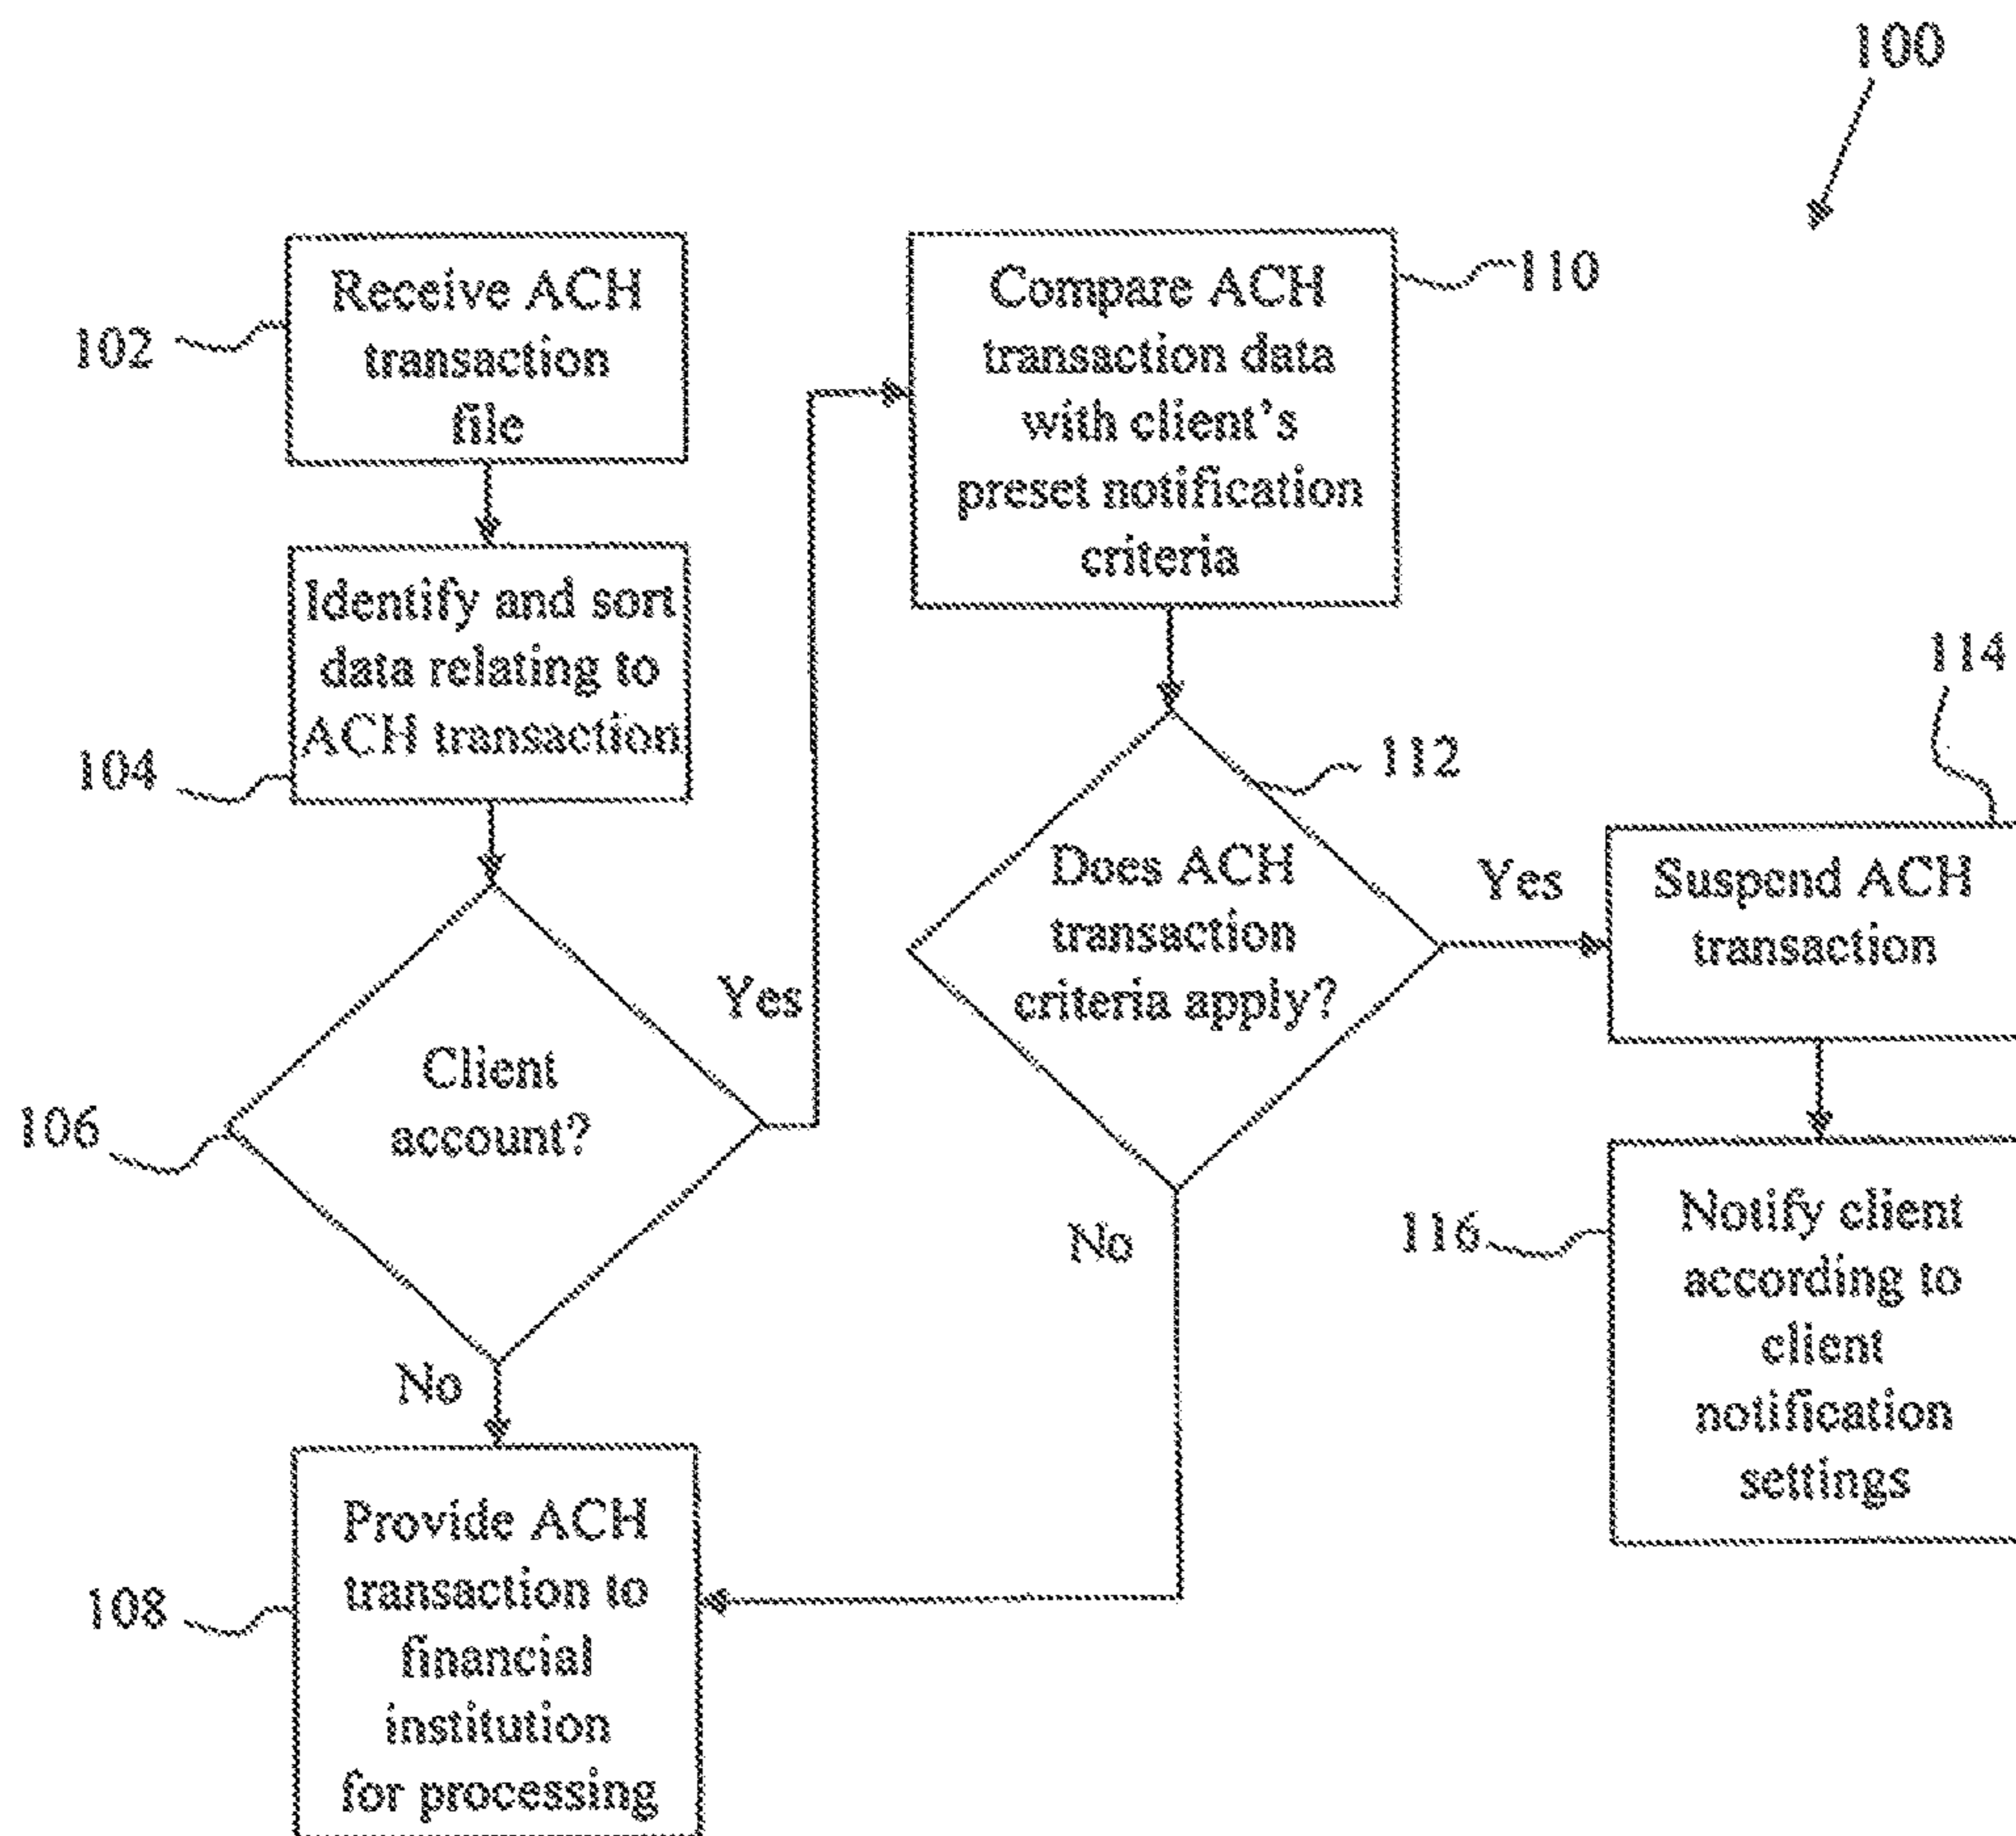 100
102
Receive ACH
transaction
file
104
Identify and sort
data relating to
ACH transaction
106
Client
account?
Yes
No
108
Provide ACH
transaction to
financial
institution
for processing
110
Compare ACH
transaction data
with client's
preset notification
criteria
112
Does ACH
transaction
criteria apply?
Yes
No
114
Suspend ACH
transaction
116
Notify client
according to
client
notification
settings